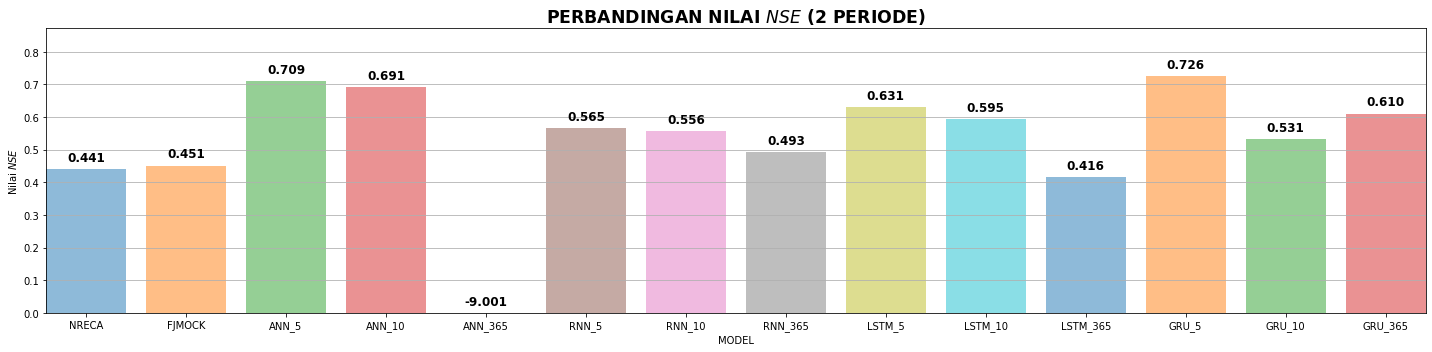 PERBANDINGAN NILAI NSE (2 PERIODE)
Nilai NSE
0.8
0.7
0.6
0.5
0.4
0.3
0.2
0.1
0.0
0.441
0.451
0.709
0.691
-9.001
0.565
0.556
0.493
0.631
0.595
0.416
0.726
0.531
0.610
NRECA
FJMOCK
ANN_5
ANN_10
ANN_365
RNN_5
RNN_10
RNN_365
LSTM_5
LSTM_10
LSTM_365
GRU_5
GRU_10
GRU_365
MODEL